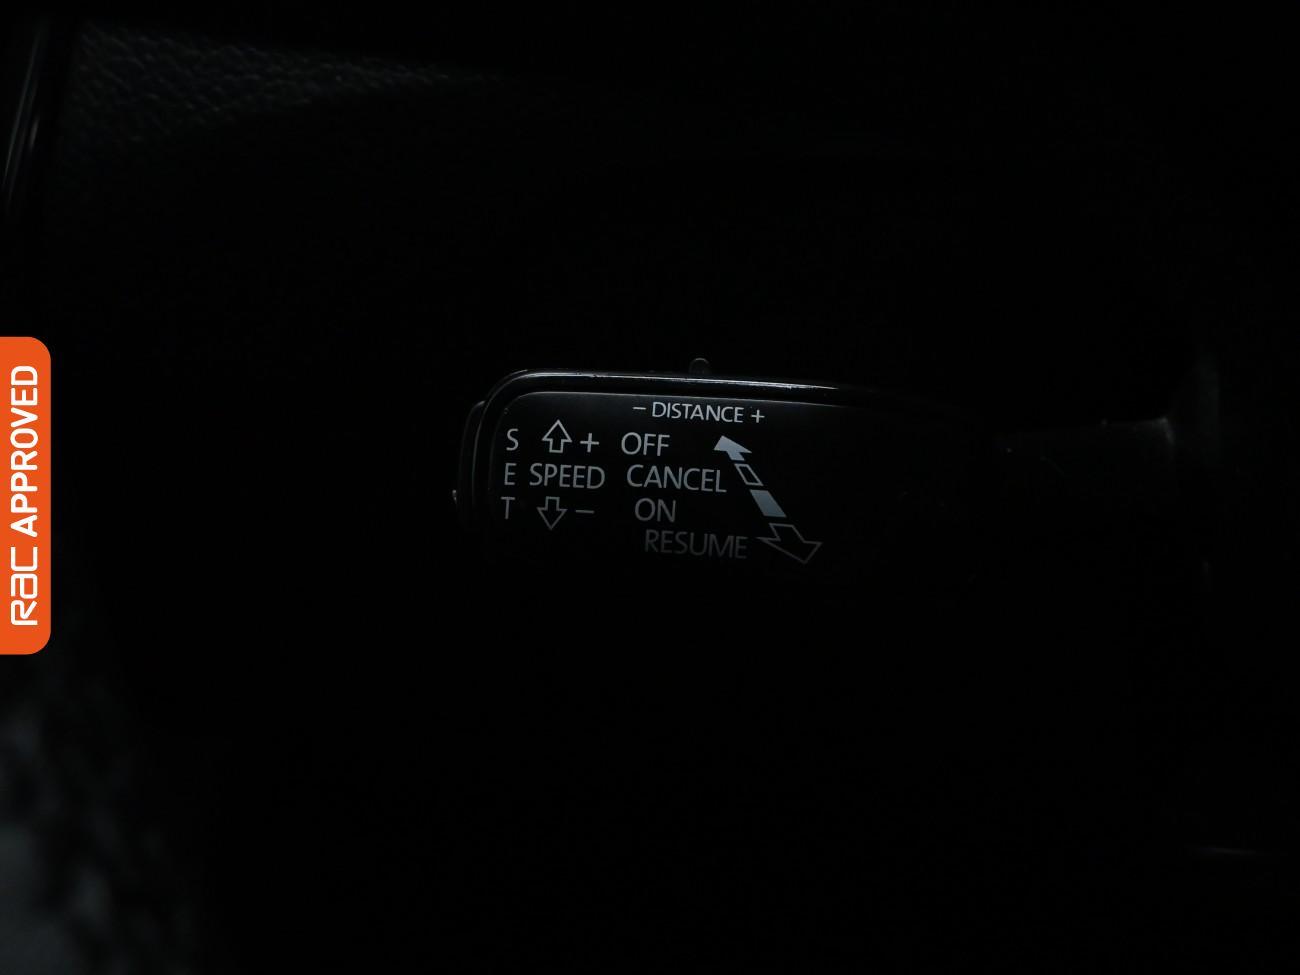 RAC APPROVED
− DISTANCE +
S + OFF
E SPEED CANCEL
T − ON
RESUME